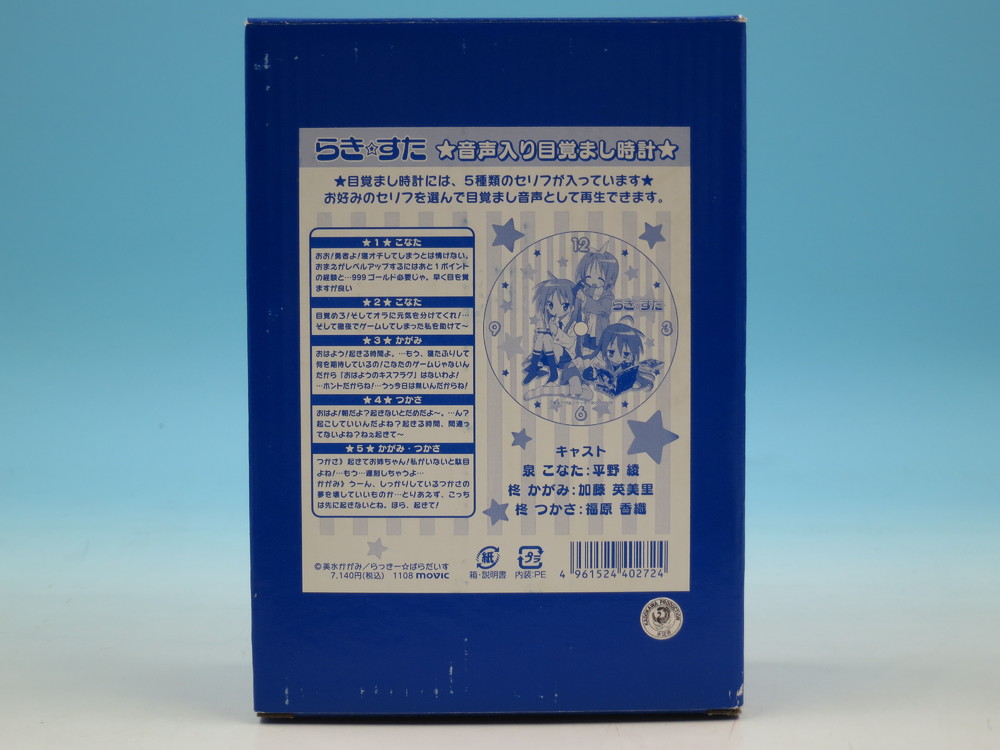 らき☆すた ★音声入り目覚まし時計★
★目覚まし時計には、5種類のセリフが入っています★
お好みのセリフを選んで目覚まし音声として再生できます。
★1★ こなた
おお!勇者よ!寝オチしてしまうとは情けない。
おまえがレベルアップするにはあと1ポイント
の経験と…999ゴールド必要じゃ。早く目を覚
ますが良い
★2★ こなた
目覚めろ!そしてオラに元気を分けてくれ!…
そして徹夜でゲームしてしまった私を助けて〜
★3★ かがみ
おはよう!起きる時間よ。…もう、寝たふりして
何を期待しているの!こなたのゲームじゃないん
だから「おはようのキスフラグ」はないわよ!
…ホントだからね!…うぅ今日は無いんだからね!
★4★ つかさ
おはよ!朝だよ?起きないとだめだよ〜。…ん?
起こしていいんだよね?起きる時間、間違っ
てないよね?ねぇ起きて〜
★5★ かがみ・つかさ
つかさ》起きてお姉ちゃん!私がいないと駄目
よね!…もう…遅刻しちゃうよ…
かがみ》うーん、しっかりしているつかさの
夢を壊していいものか…とりあえず、こっち
は先に起きないとね。ほら、起きて!
12
らき☆すた
9
3
6
キャスト
泉 こなた:平野 綾
柊 かがみ:加藤 英美里
柊 つかさ:福原 香織
©美水かがみ/らっきー☆ぱらだいす
7,140円(税込) 1108 movic
紙
箱・説明書
プラ
内装:PE
4 961524 402724
KADOKAWA PRODUCTION